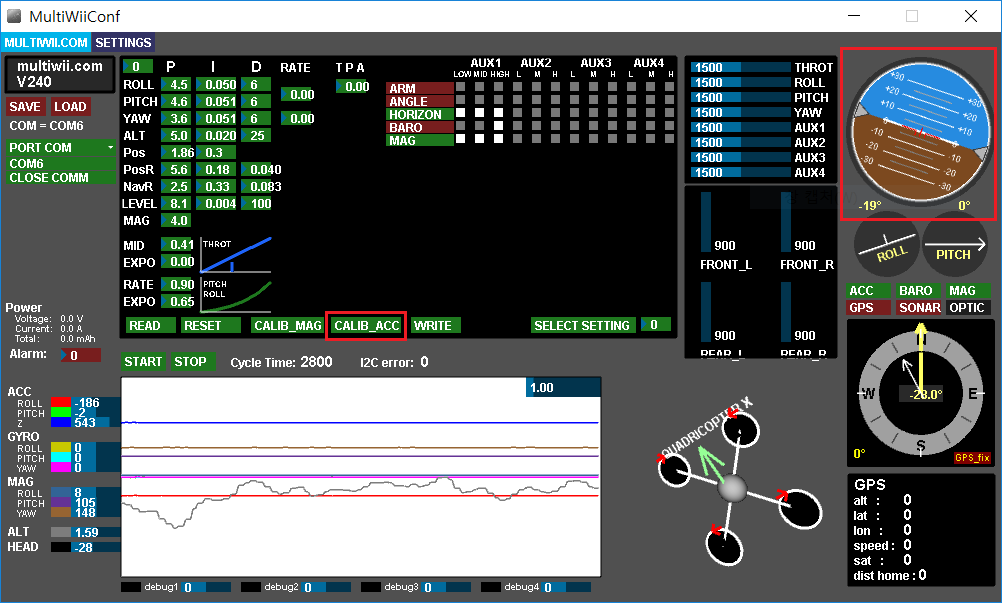 MultiWiiConf
MULTIWII.COM SETTINGS
multiwii.com
V240
SAVE LOAD
COM = COM6
PORT COM
COM6
CLOSE COMM
0 P I D RATE T P A
ROLL 4.5 0.050 6 0.00 0.00
PITCH 4.6 0.051 6
YAW 3.6 0.051 6 0.00
ALT 5.0 0.020 25
Pos 1.86 0.3
PosR 5.6 0.18 0.040
NavR 2.5 0.33 0.083
LEVEL 8.1 0.004 100
MAG 4.0
MID 0.41 THROT
EXPO 0.00
RATE 0.90 PITCH
EXPO 0.65 ROLL
AUX1 AUX2 AUX3 AUX4
LOW MID HIGH L M H L M H L M H
ARM
ANGLE
HORIZON
BARO
MAG
READ RESET CALIB_MAG CALIB_ACC WRITE SELECT SETTING 0
1500 THROT
1500 ROLL
1500 PITCH
1500 YAW
1500 AUX1
1500 AUX2
1500 AUX3
1500 AUX4
900 900
FRONT_L FRONT_R
900 900
REAR_L REAR_R
+30 +30
+20 +20
+10 +10
-10 -10
-20 -20
-30 -30
-19° 0°
ROLL PITCH
ACC BARO MAG
GPS SONAR OPTIC
N
W -28.0° E
S
0° GPS_fix
GPS
alt : 0
lat : 0
lon : 0
speed : 0
sat : 0
dist home : 0
Power
Voltage: 0.0 V
Current: 0.0 A
Total: 0.0 mAh
Alarm: 0
START STOP Cycle Time: 2800 I2C error: 0
1.00
ACC
ROLL -186
PITCH -2
Z 543
GYRO
ROLL 0
PITCH 0
YAW 0
MAG
ROLL 8
PITCH 105
YAW 148
ALT 1.59
HEAD -28
QUADRICOPTER X
debug1 0 debug2 0 debug3 0 debug4 0